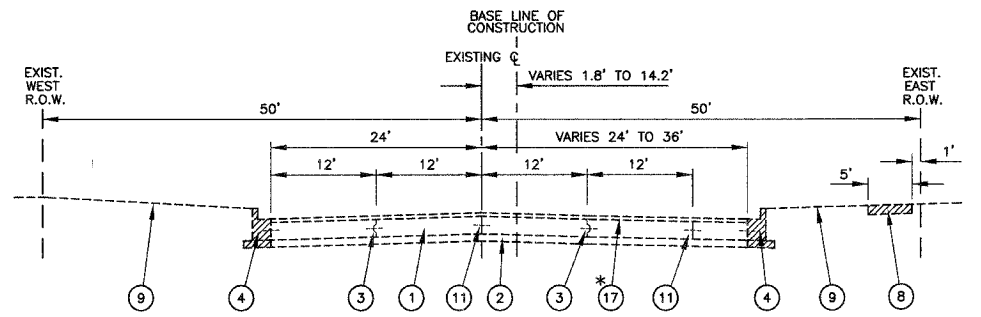 BASE LINE OF
CONSTRUCTION
EXISTING ℄
VARIES 1.8' TO 14.2'
EXIST.
WEST
R.O.W.
EXIST.
EAST
R.O.W.
50'
50'
24'
VARIES 24' TO 36'
1'
12'
12'
12'
12'
5'
*
9
4
3
1
11
2
3
17
11
4
9
8